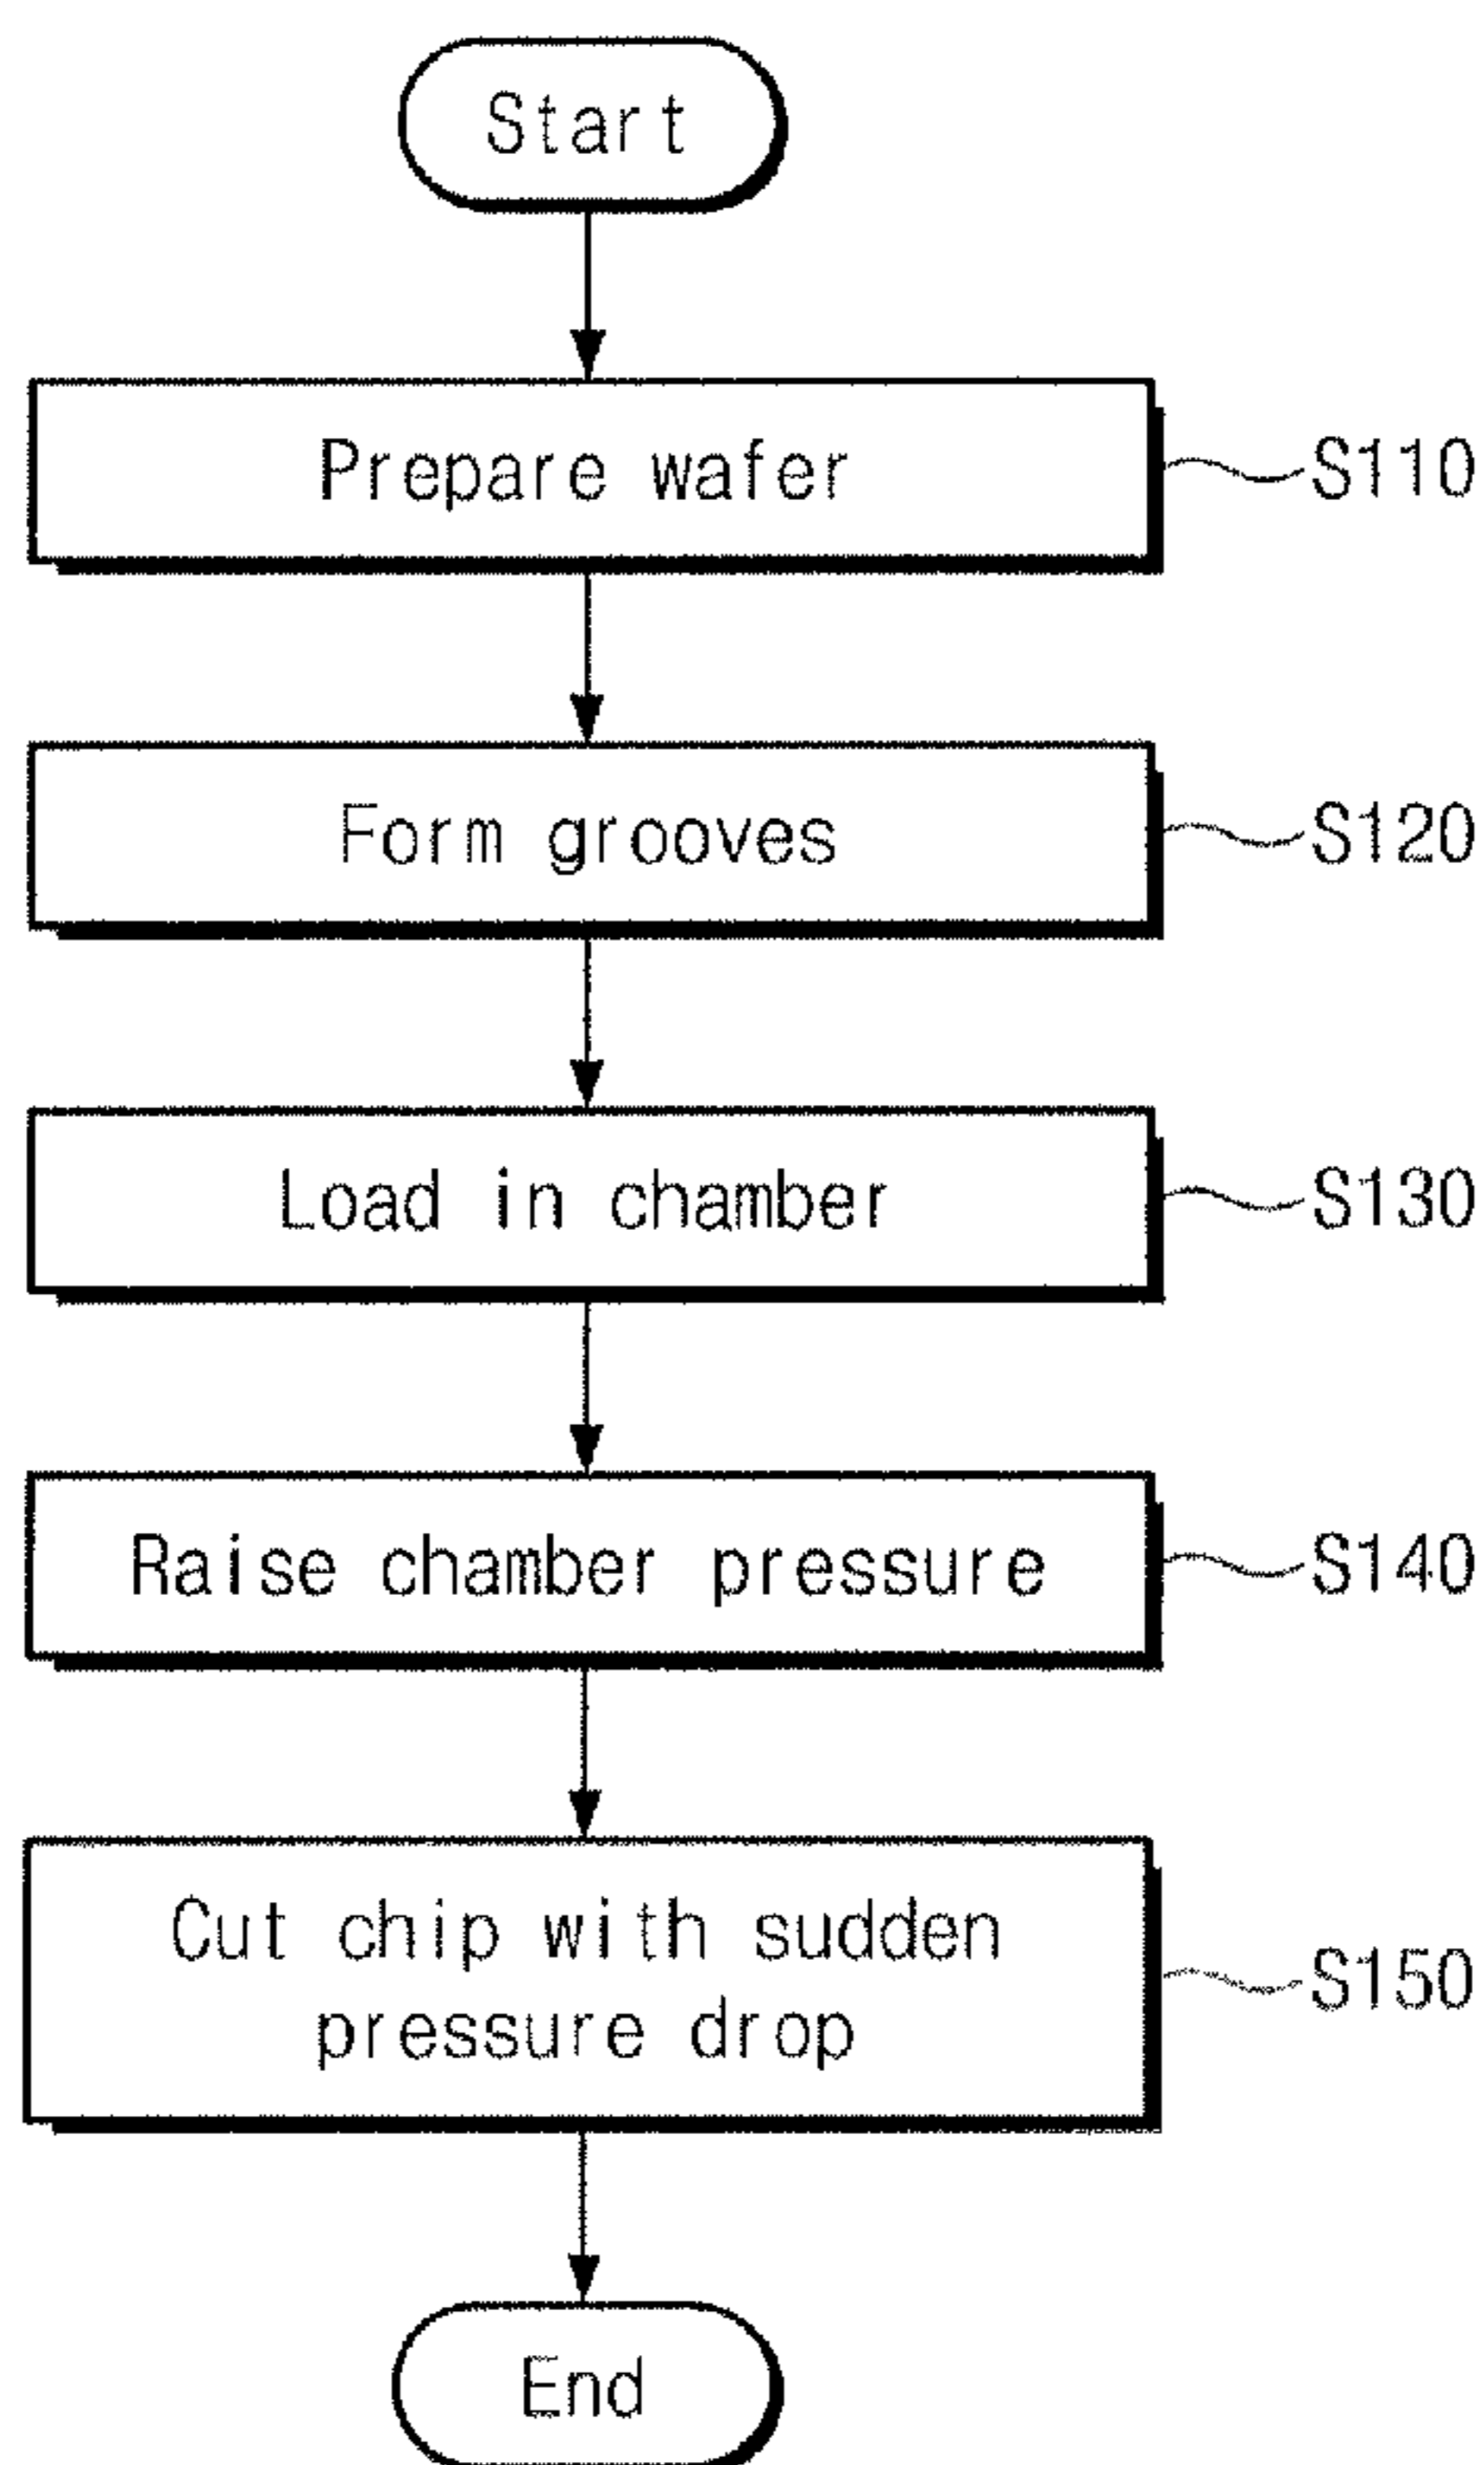 Start
Prepare wafer
S110
Form grooves
S120
Load in chamber
S130
Raise chamber pressure
S140
Cut chip with sudden
pressure drop
S150
End